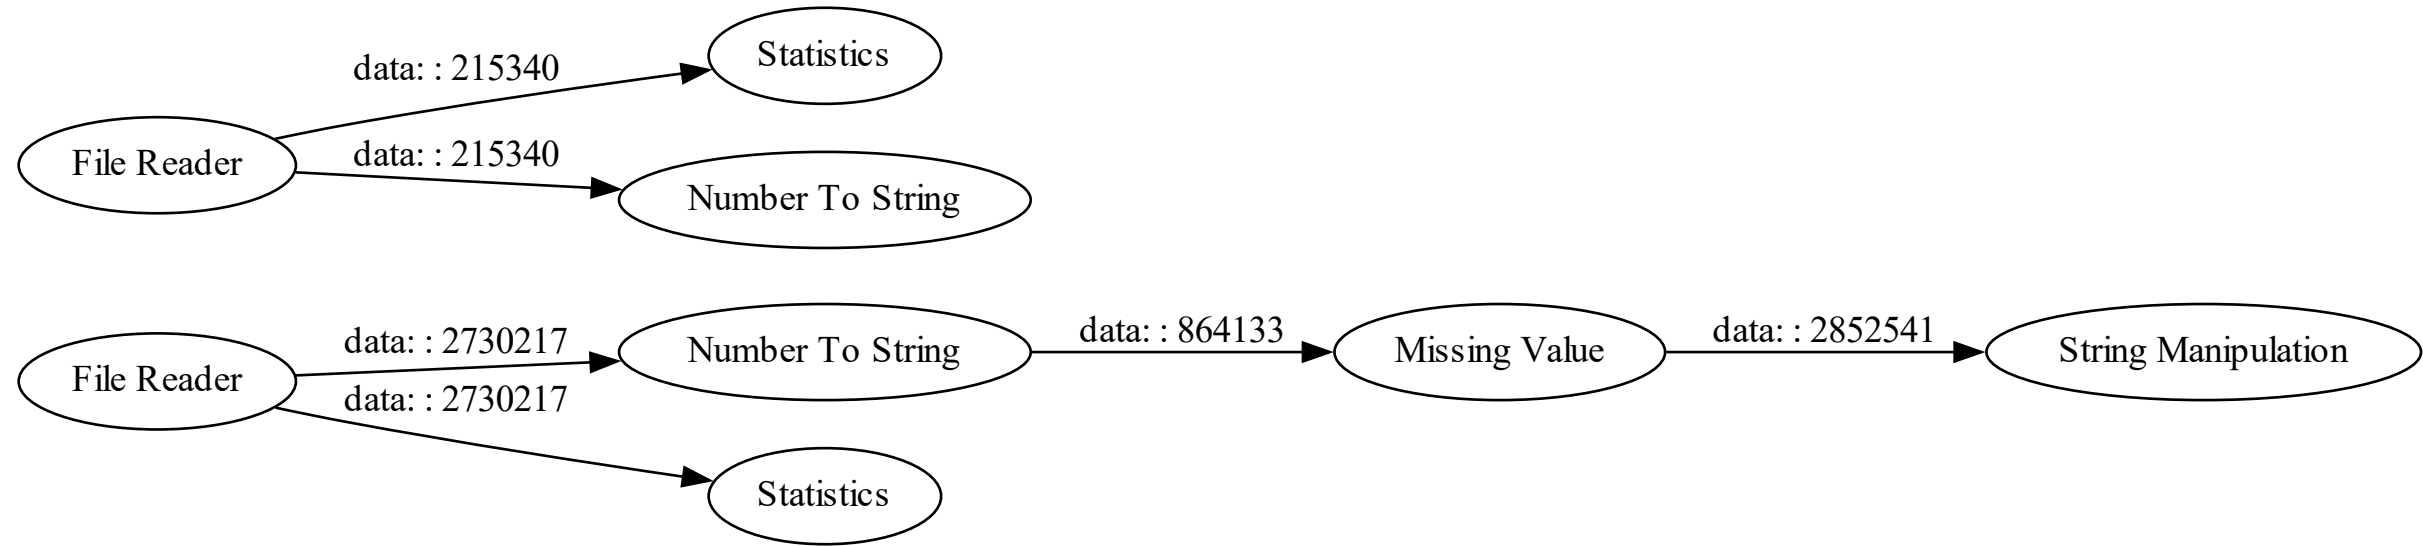 Statistics
data: : 215340
File Reader
data: : 215340
Number To String
File Reader
data: : 2730217
Number To String
data: : 864133
Missing Value
data: : 2852541
String Manipulation
data: : 2730217
Statistics